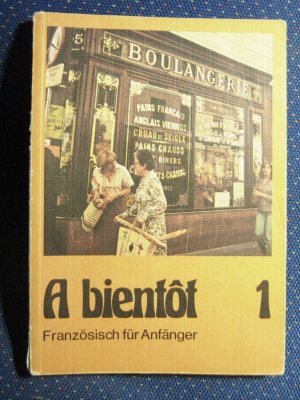 5
BOULANGERIE
PAINS FRANÇAIS
ANGLAIS VIENNOIS
GRUAU ET SEIGLE
PAINS CHAUDS
DINERS
A bientôt 1
Französisch für Anfänger